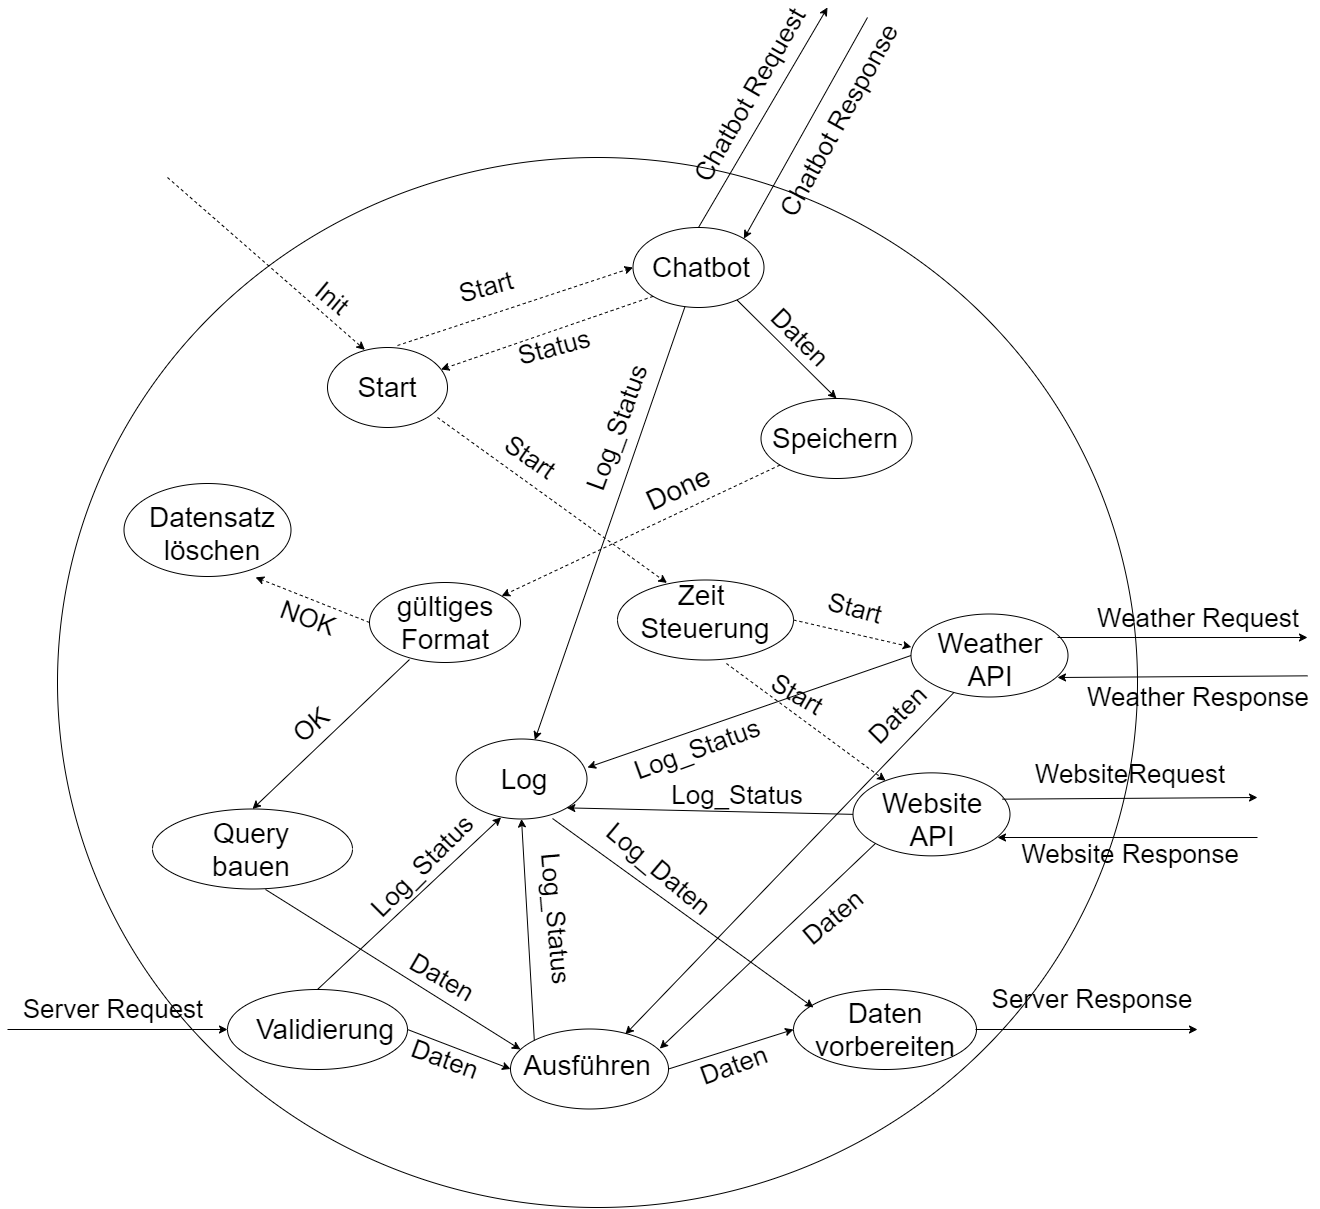 Chatbot Request
Chatbot Response
Chatbot
Init
Start
Status
Daten
Start
Log_Status
Speichern
Start
Done
Datensatz
löschen
NOK
gültiges
Format
Zeit
Steuerung
Start
Weather
API
Weather Request
Weather Response
Start
Daten
OK
Log_Status
Log
Log_Status
Website
API
WebsiteRequest
Website Response
Query
bauen
Log_Status
Log_Status
Log_Daten
Daten
Daten
Server Request
Validierung
Daten
Ausführen
Daten
Daten
vorbereiten
Server Response